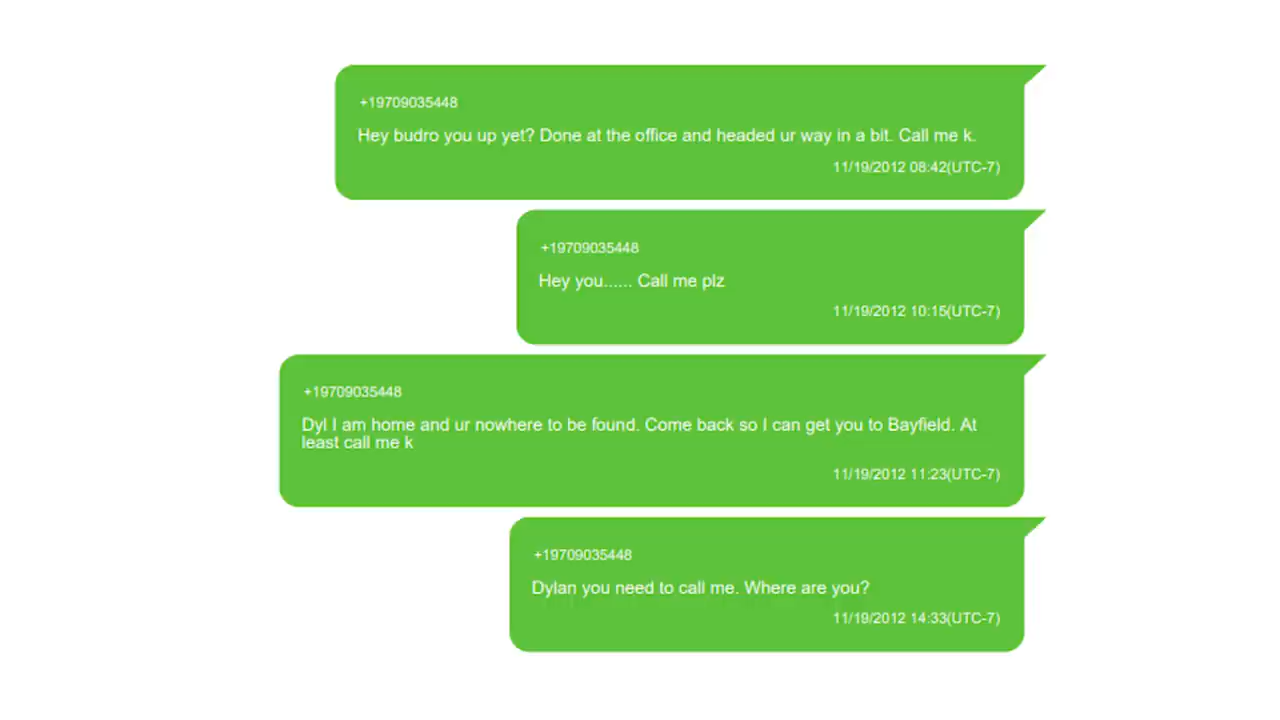 +19709035448
Hey budro you up yet? Done at the office and headed ur way in a bit. Call me k.
11/19/2012 08:42(UTC-7)
+19709035448
Hey you...... Call me plz
11/19/2012 10:15(UTC-7)
+19709035448
Dyl I am home and ur nowhere to be found. Come back so I can get you to Bayfield. At
least call me k
11/19/2012 11:23(UTC-7)
+19709035448
Dylan you need to call me. Where are you?
11/19/2012 14:33(UTC-7)